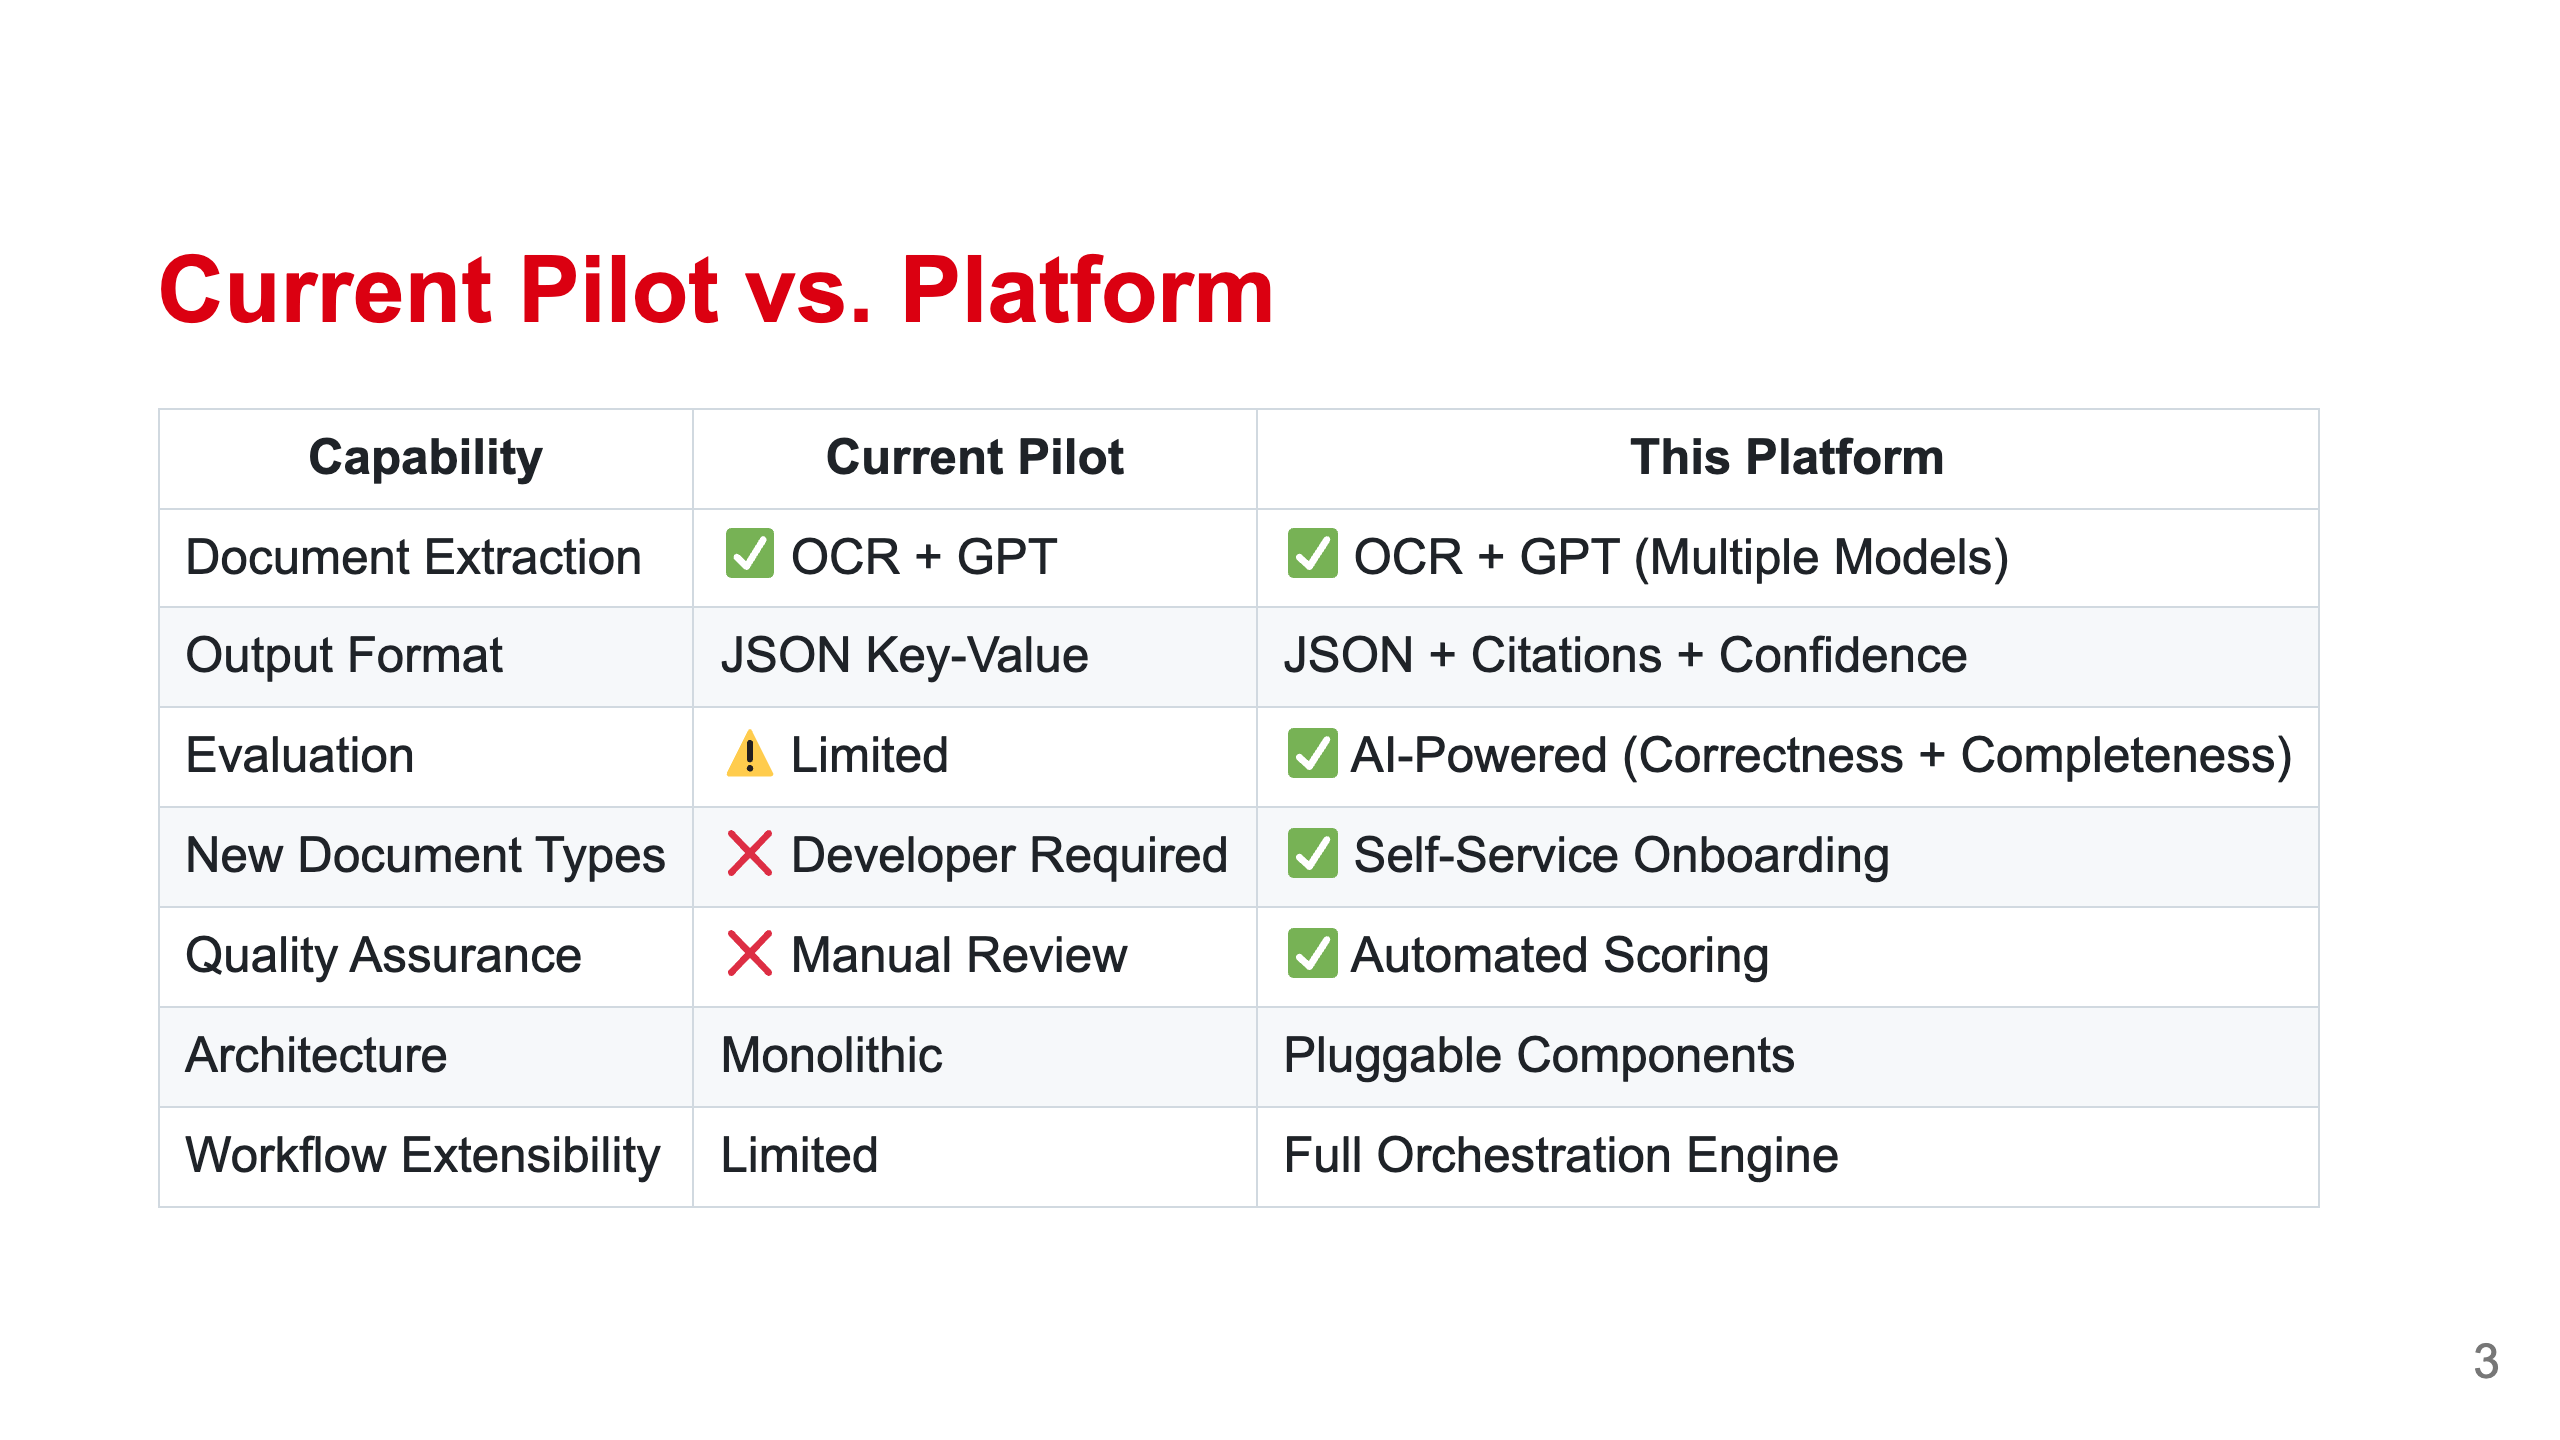 Current Pilot vs. Platform
Capability Current Pilot This Platform
Document Extraction ✅ OCR + GPT ✅ OCR + GPT (Multiple Models)
Output Format JSON Key-Value JSON + Citations + Confidence
Evaluation ⚠️ Limited ✅ AI-Powered (Correctness + Completeness)
New Document Types ❌ Developer Required ✅ Self-Service Onboarding
Quality Assurance ❌ Manual Review ✅ Automated Scoring
Architecture Monolithic Pluggable Components
Workflow Extensibility Limited Full Orchestration Engine
3